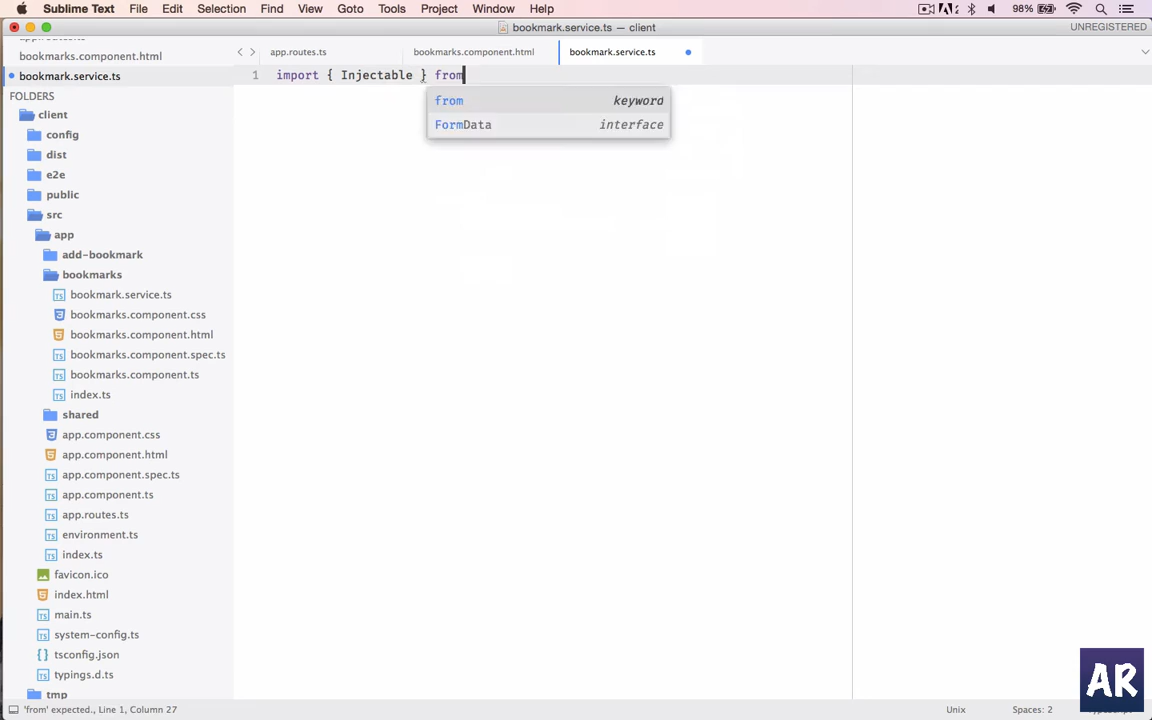 Sublime Text File Edit Selection Find View Goto Tools Project Window Help 98%
bookmark.service.ts — client
UNREGISTERED
bookmarks.component.html
bookmark.service.ts
FOLDERS
client
config
dist
e2e
public
src
app
add-bookmark
bookmarks
bookmark.service.ts
bookmarks.component.css
bookmarks.component.html
bookmarks.component.spec.ts
bookmarks.component.ts
index.ts
shared
app.component.css
app.component.html
app.component.spec.ts
app.component.ts
app.routes.ts
environment.ts
index.ts
favicon.ico
index.html
main.ts
system-config.ts
tsconfig.json
typings.d.ts
tmp
app.routes.ts bookmarks.component.html bookmark.service.ts
1 import { Injectable } from
from keyword
FormData interface
AR
'from' expected., Line 1, Column 27 Unix Spaces: 2